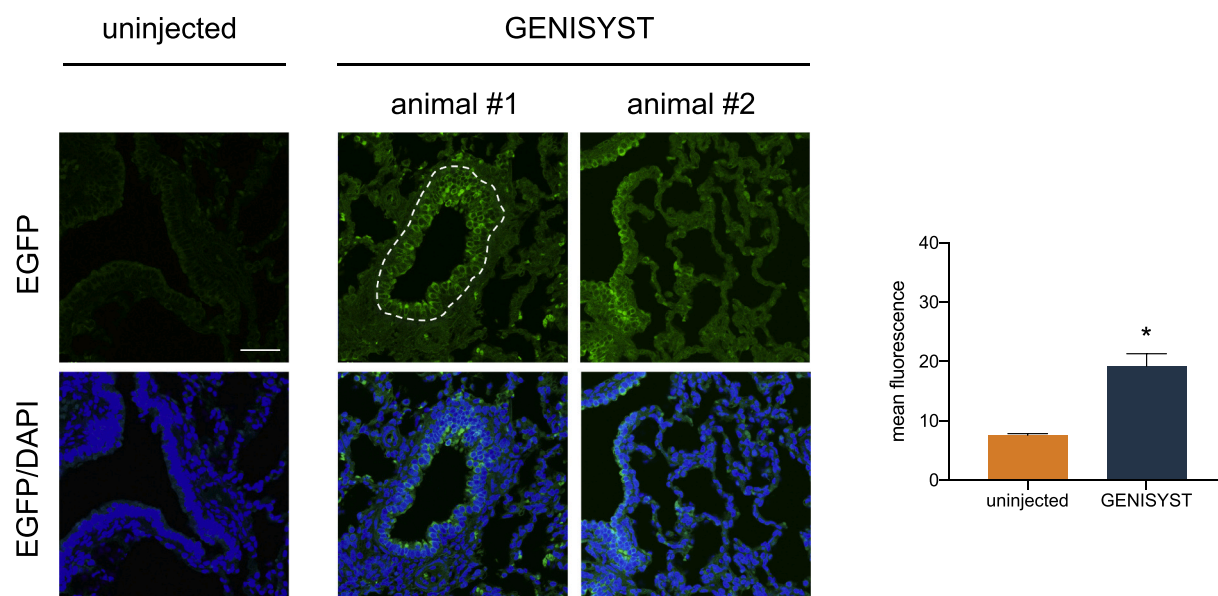 uninjected
GENISYST
animal #1
animal #2
EGFP
EGFP/DAPI
mean fluorescence
40
30
20
10
0
*
uninjected
GENISYST